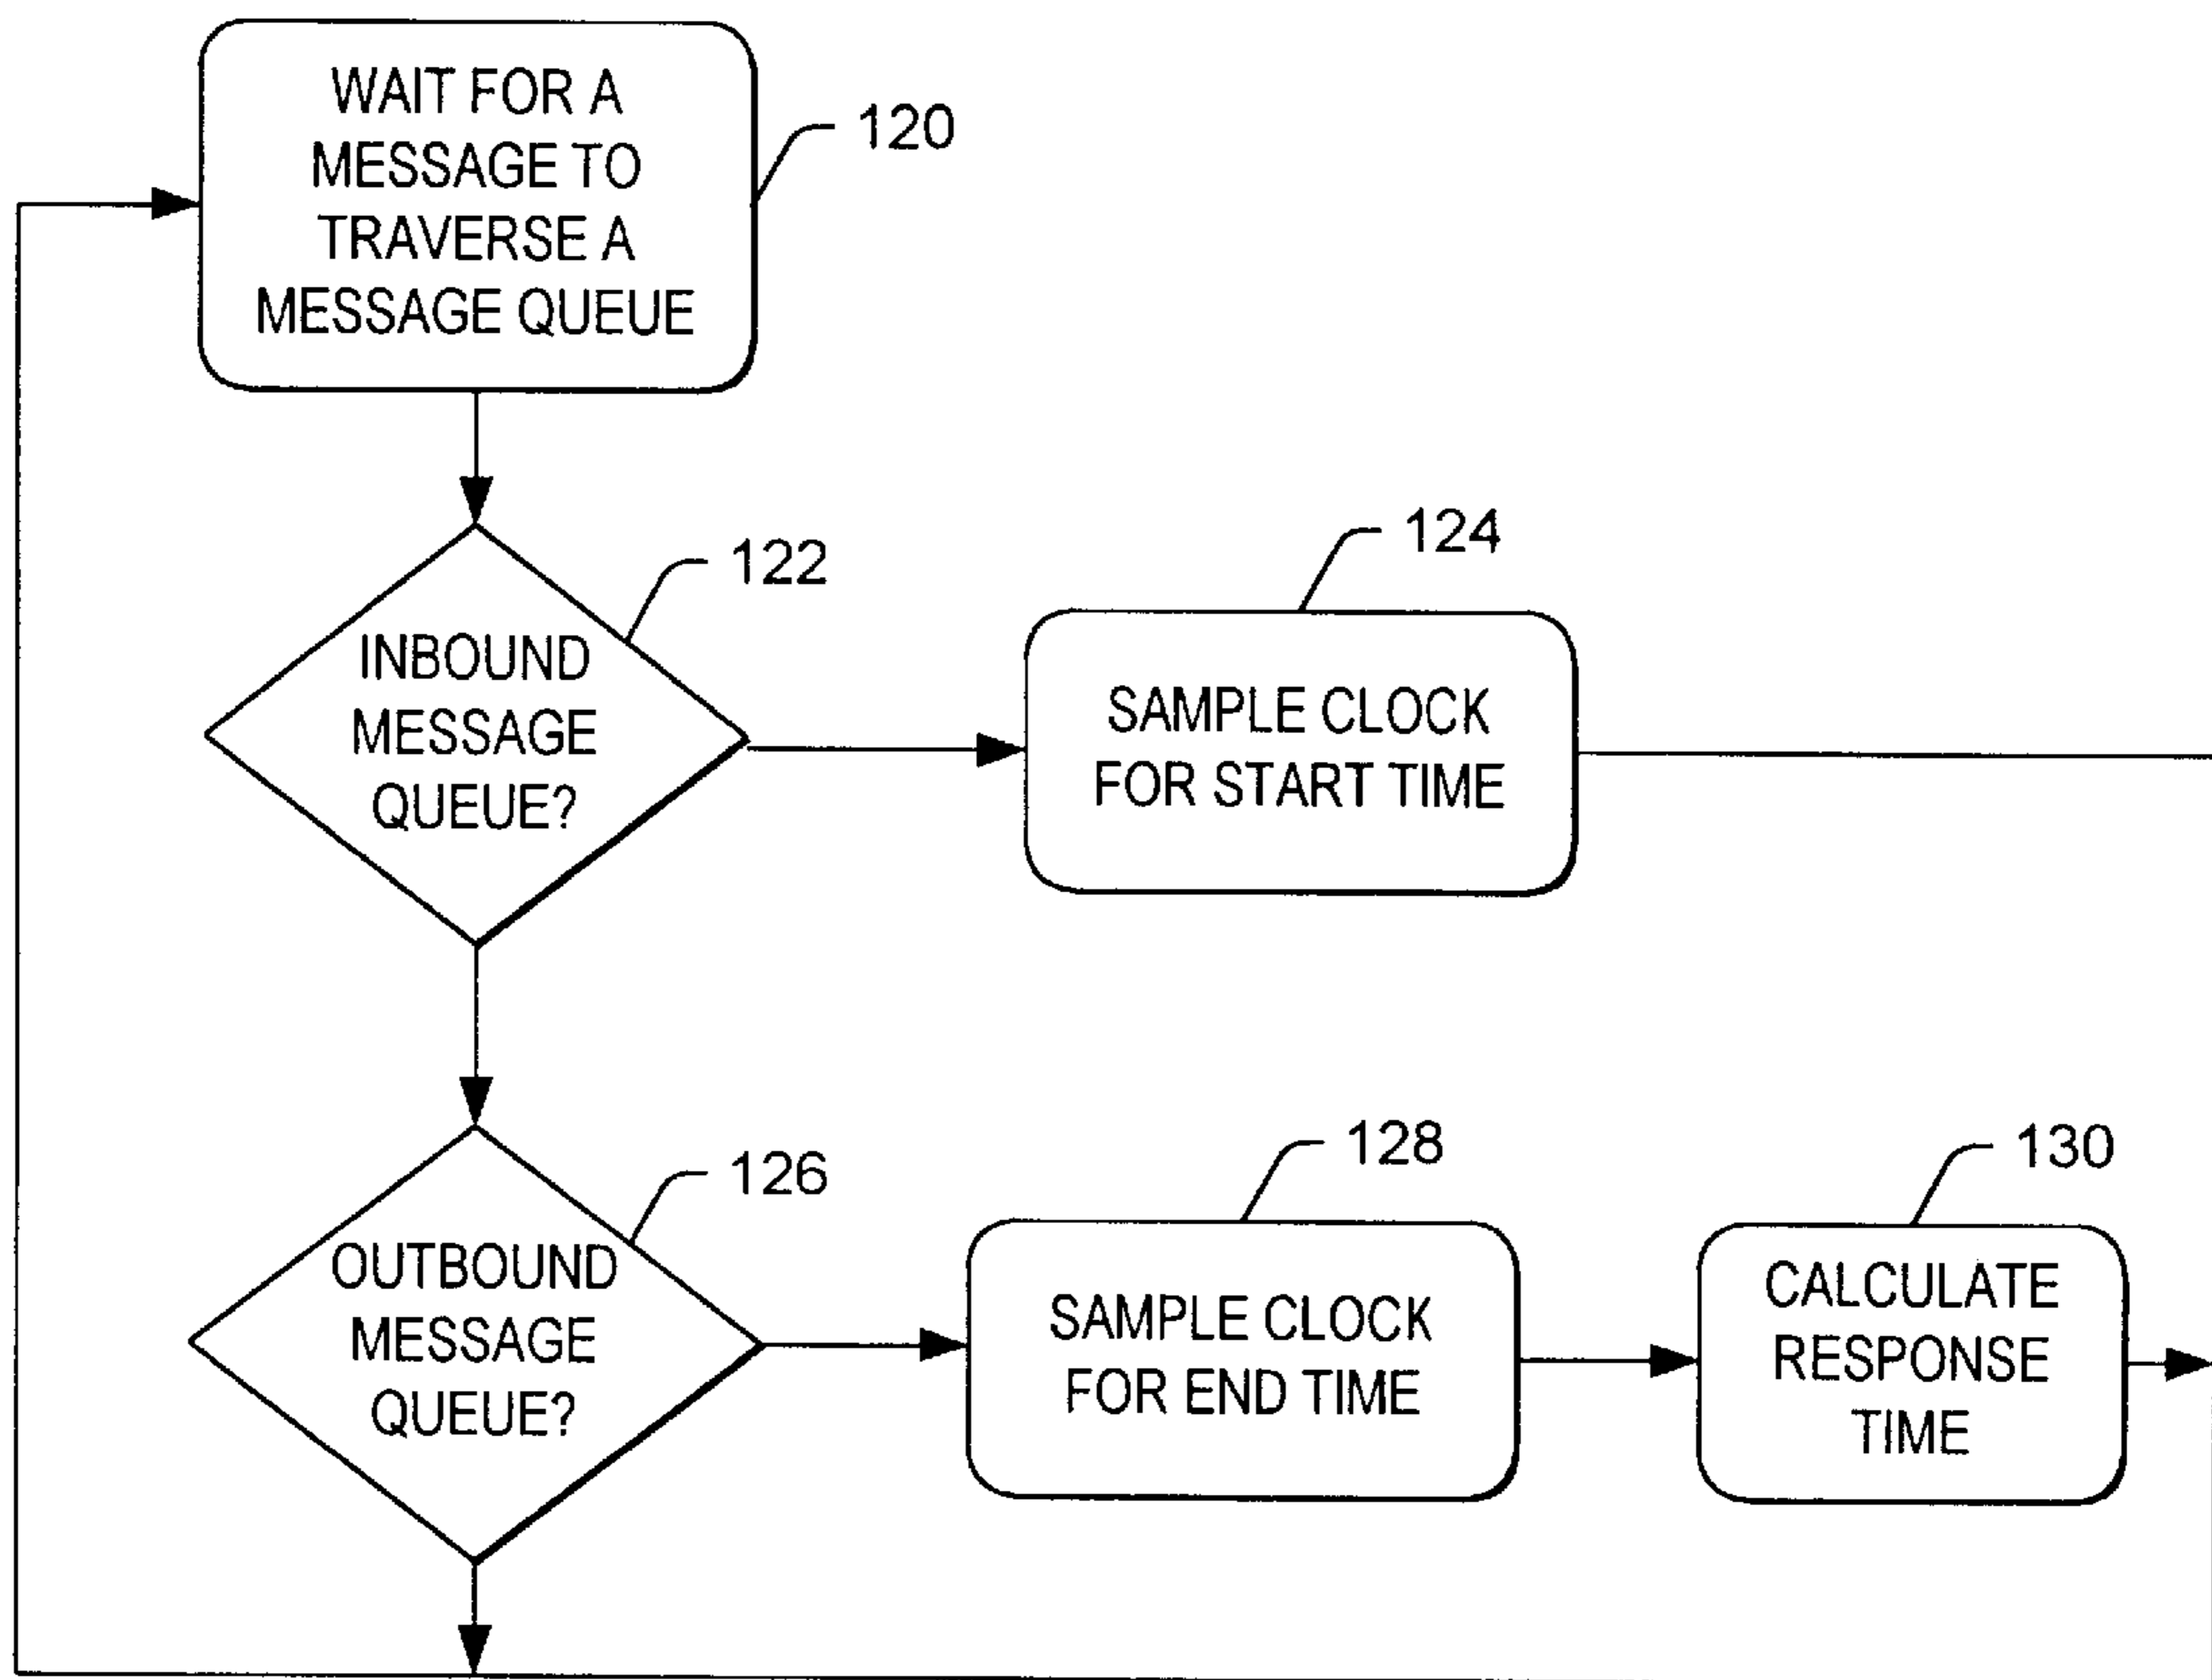 WAIT FOR A
MESSAGE TO
TRAVERSE A
MESSAGE QUEUE
120
122
INBOUND
MESSAGE
QUEUE?
124
SAMPLE CLOCK
FOR START TIME
126
OUTBOUND
MESSAGE
QUEUE?
128
SAMPLE CLOCK
FOR END TIME
130
CALCULATE
RESPONSE
TIME